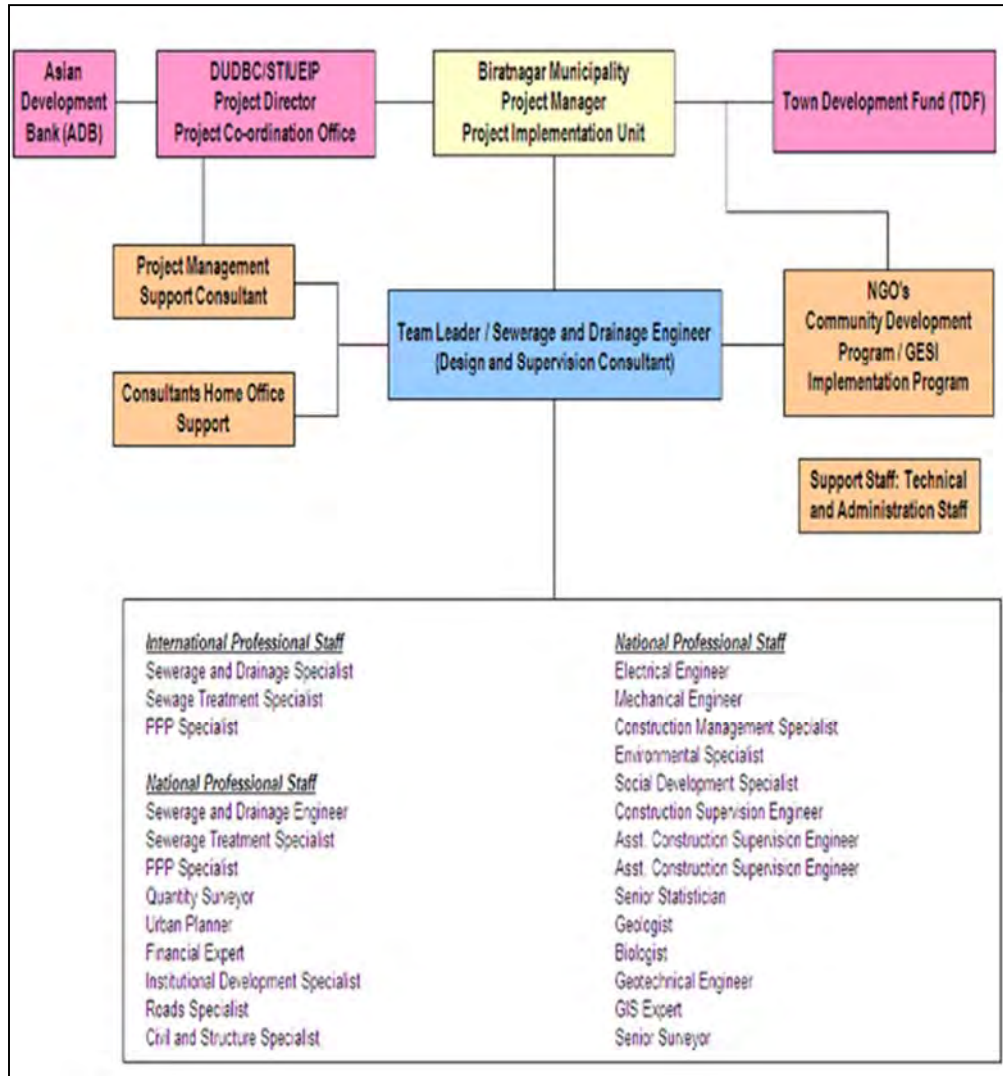 Asian
Development
Bank (ADB)
DUDBC/STIUEIP
Project Director
Project Co-ordination Office
Biratnagar Municipality
Project Manager
Project Implementation Unit
Town Development Fund (TDF)
Project Management
Support Consultant
Consultants Home Office
Support
Team Leader / Sewerage and Drainage Engineer
(Design and Supervision Consultant)
NGO's
Community Development
Program / GESI
Implementation Program
Support Staff: Technical
and Administration Staff
International Professional Staff
Sewerage and Drainage Specialist
Sewage Treatment Specialist
PPP Specialist
National Professional Staff
Sewerage and Drainage Engineer
Sewerage Treatment Specialist
PPP Specialist
Quantity Surveyor
Urban Planner
Financial Expert
Institutional Development Specialist
Roads Specialist
Civil and Structure Specialist
National Professional Staff
Electrical Engineer
Mechanical Engineer
Construction Management Specialist
Environmental Specialist
Social Development Specialist
Construction Supervision Engineer
Asst. Construction Supervision Engineer
Asst. Construction Supervision Engineer
Senior Statistician
Geologist
Biologist
Geotechnical Engineer
GIS Expert
Senior Surveyor